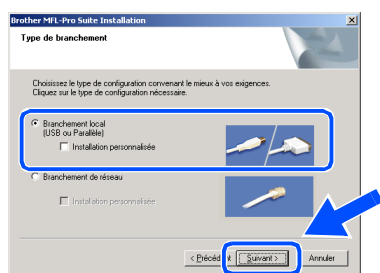 Brother MFL-Pro Suite Installation
Type de branchement
Choisissez le type de configuration convenant le mieux à vos exigences.
Cliquez sur le type de configuration nécessaire.
Branchement local
(USB ou Parallèle)
Installation personnalisée
Branchement de réseau
Installation personnalisée
< Précéd t Suivant > Annuler